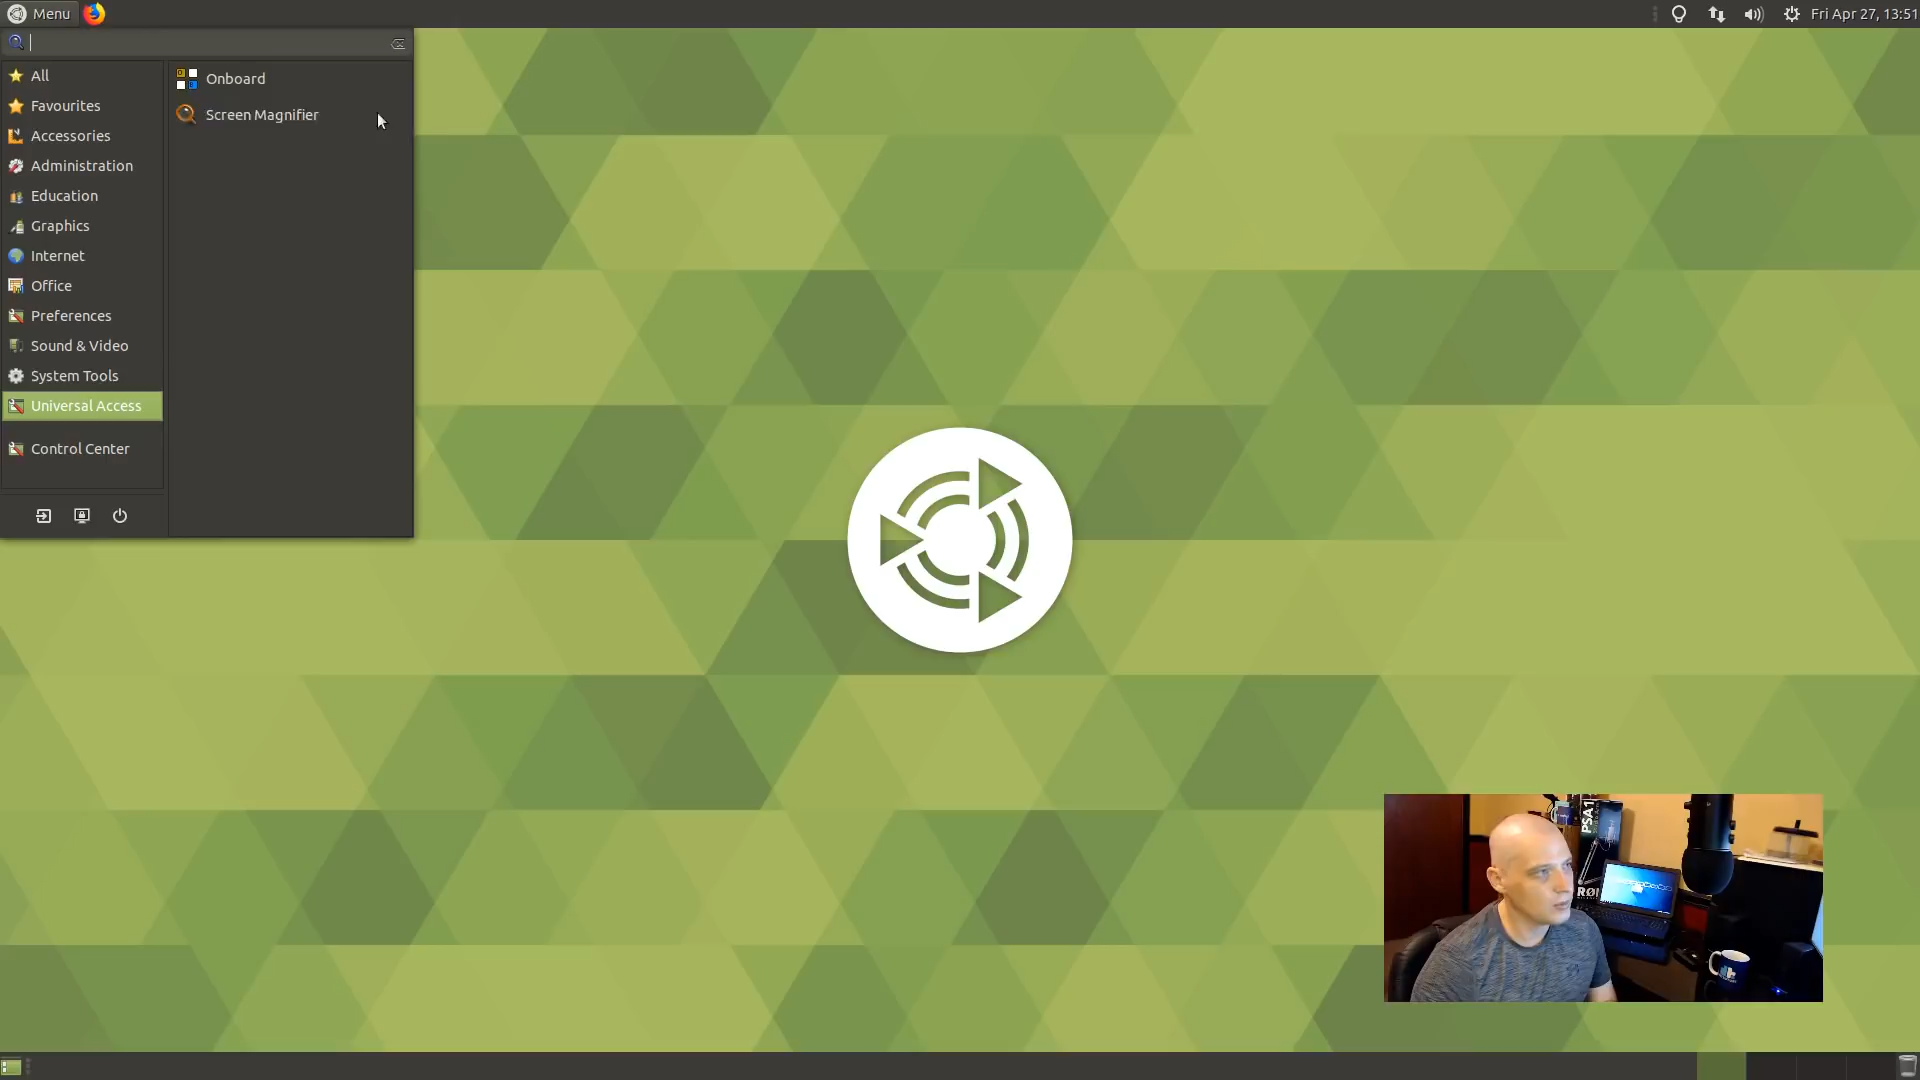 Menu
Fri Apr 27, 13:51
All
Favourites
Accessories
Administration
Education
Graphics
Internet
Office
Preferences
Sound & Video
System Tools
Universal Access
Control Center
Onboard
Screen Magnifier
PSA1